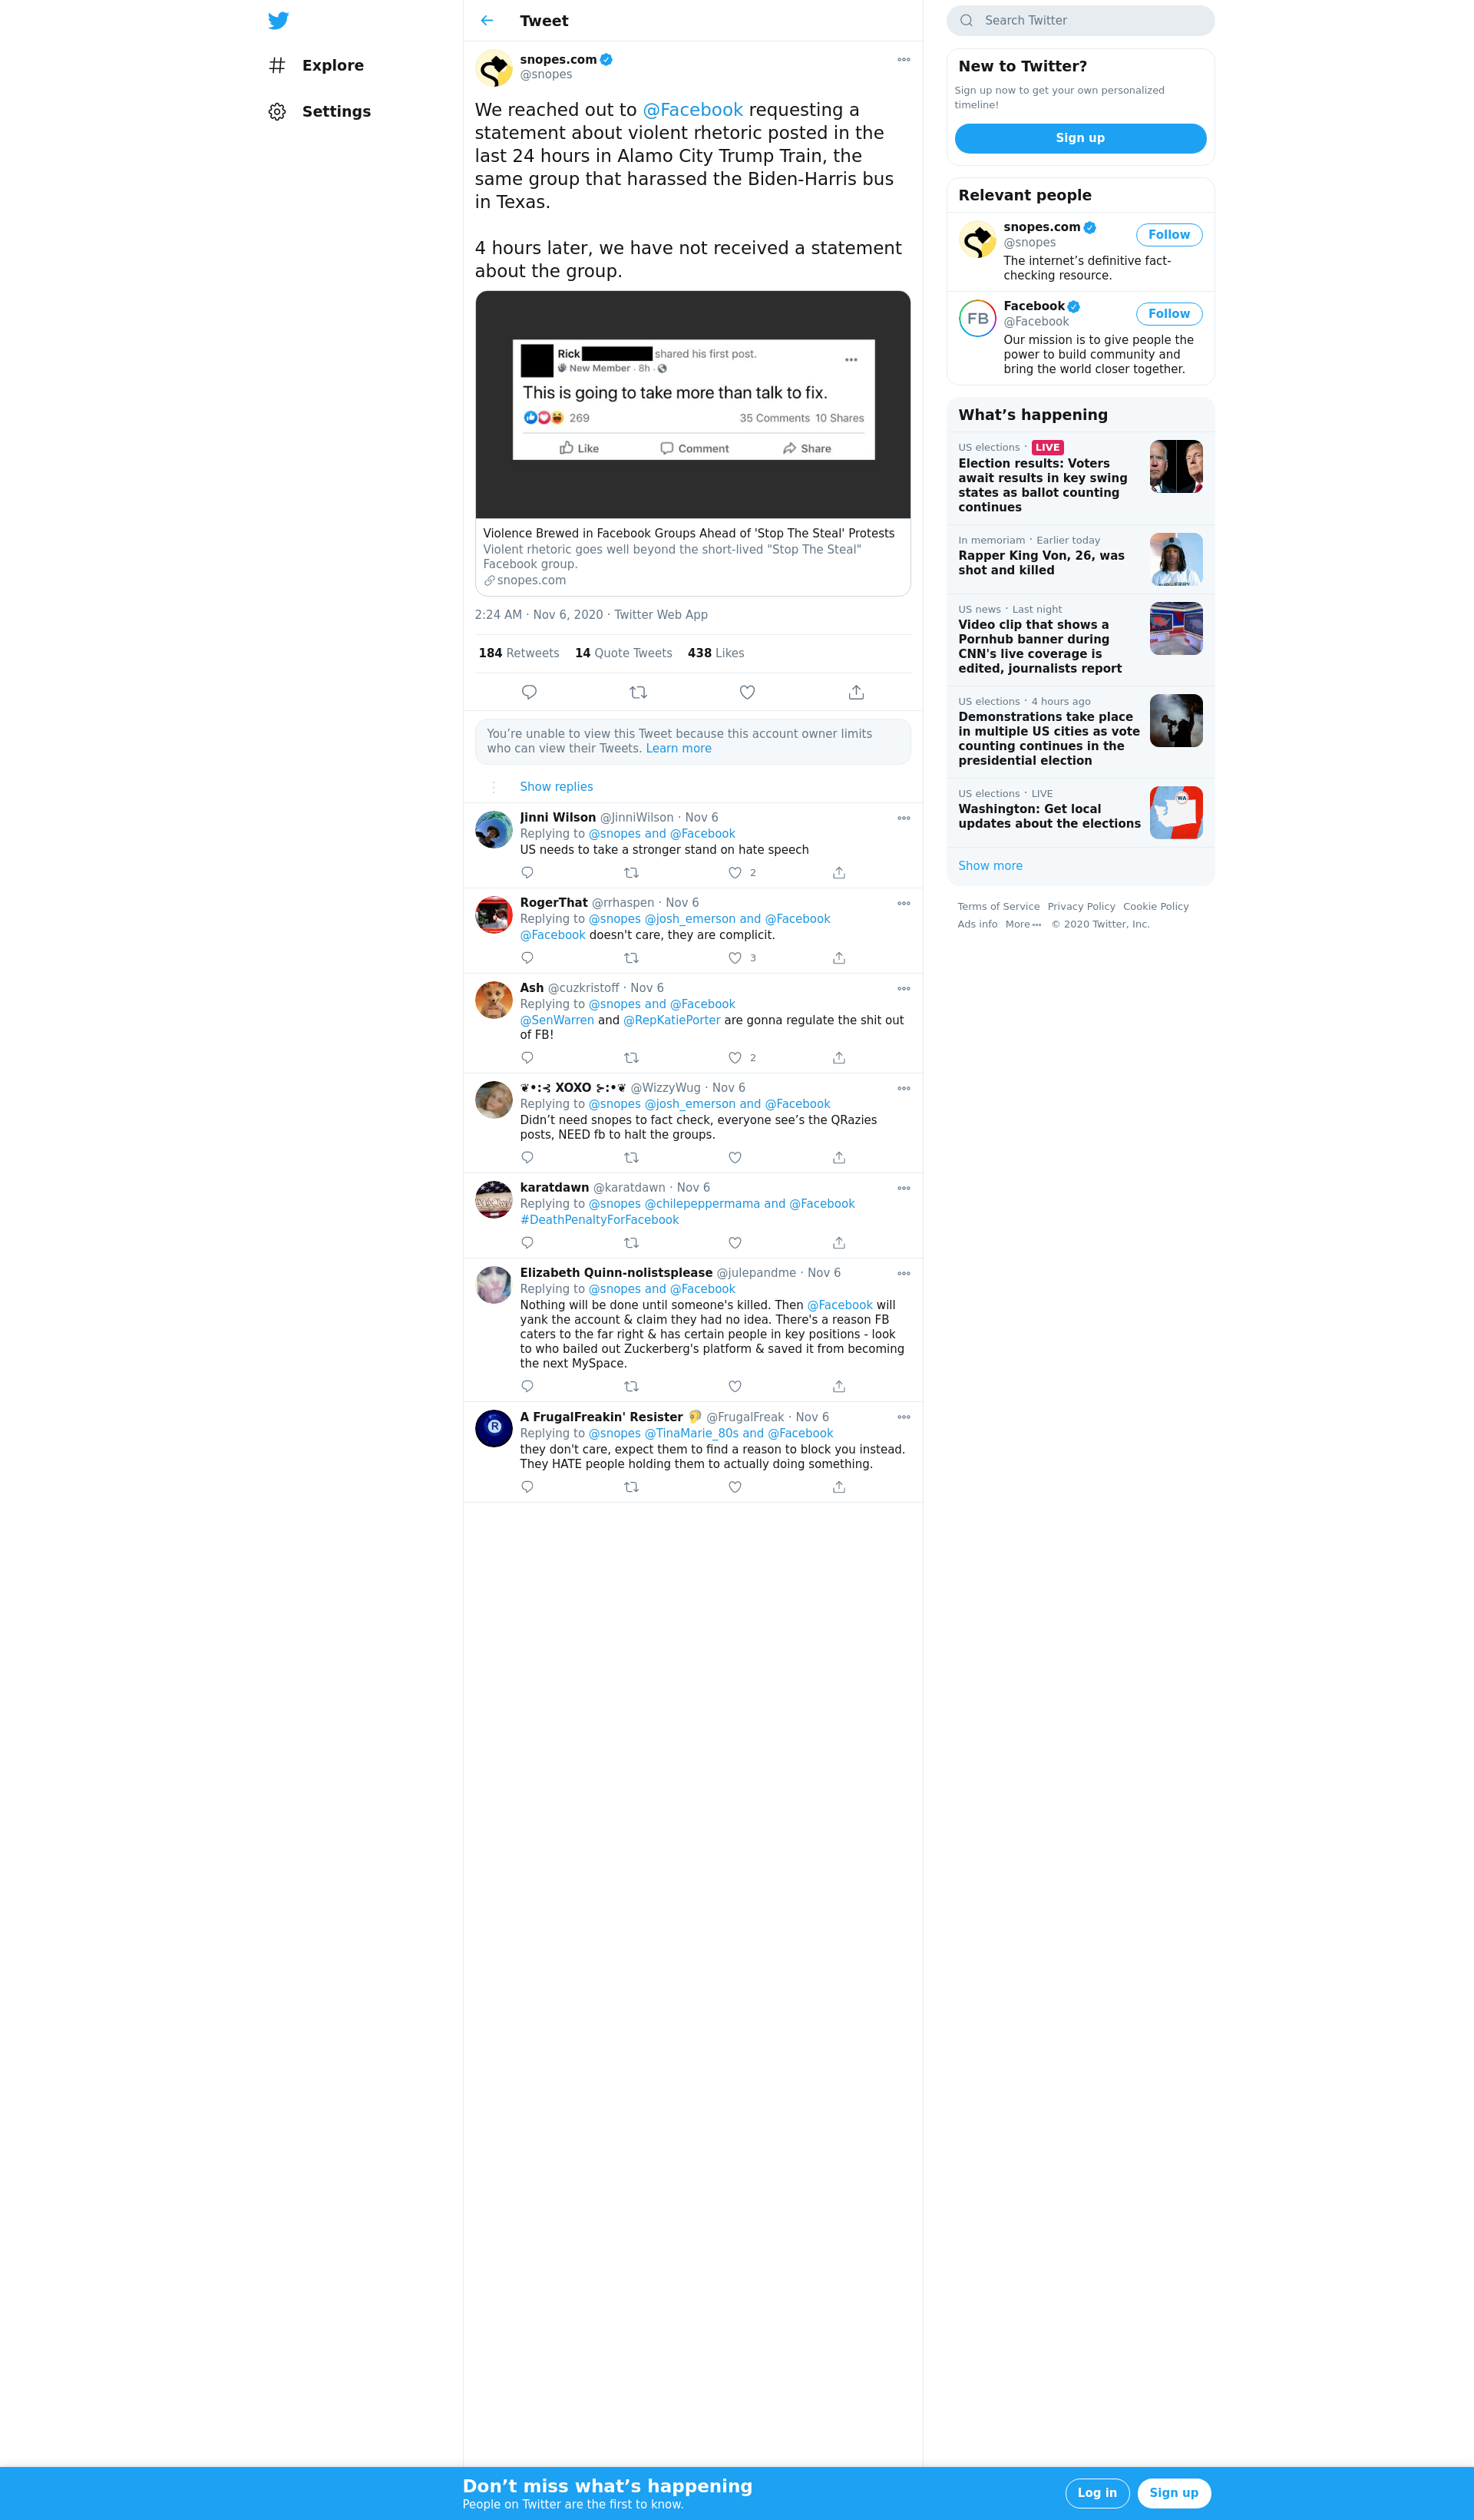 Explore
Settings
Tweet
snopes.com
@snopes
We reached out to @Facebook requesting a
statement about violent rhetoric posted in the
last 24 hours in Alamo City Trump Train, the
same group that harassed the Biden-Harris bus
in Texas.
4 hours later, we have not received a statement
about the group.
Rick shared his first post.
New Member · 8h ·
This is going to take more than talk to fix.
269
35 Comments 10 Shares
Like Comment Share
Violence Brewed in Facebook Groups Ahead of 'Stop The Steal' Protests
Violent rhetoric goes well beyond the short-lived "Stop The Steal"
Facebook group.
snopes.com
2:24 AM · Nov 6, 2020 · Twitter Web App
184 Retweets 14 Quote Tweets 438 Likes
You’re unable to view this Tweet because this account owner limits
who can view their Tweets. Learn more
Show replies
Jinni Wilson @JinniWilson · Nov 6
Replying to @snopes and @Facebook
US needs to take a stronger stand on hate speech
2
RogerThat @rrhaspen · Nov 6
Replying to @snopes @josh_emerson and @Facebook
@Facebook doesn't care, they are complicit.
3
Ash @cuzkristoff · Nov 6
Replying to @snopes and @Facebook
@SenWarren and @RepKatiePorter are gonna regulate the shit out
of FB!
2
❦•:⊰ XOXO ⊱:•❦ @WizzyWug · Nov 6
Replying to @snopes @josh_emerson and @Facebook
Didn’t need snopes to fact check, everyone see’s the QRazies
posts, NEED fb to halt the groups.
karatdawn @karatdawn · Nov 6
Replying to @snopes @chilepeppermama and @Facebook
#DeathPenaltyForFacebook
Elizabeth Quinn-nolistsplease @julepandme · Nov 6
Replying to @snopes and @Facebook
Nothing will be done until someone's killed. Then @Facebook will
yank the account & claim they had no idea. There's a reason FB
caters to the far right & has certain people in key positions - look
to who bailed out Zuckerberg's platform & saved it from becoming
the next MySpace.
R
A FrugalFreakin' Resister @FrugalFreak · Nov 6
Replying to @snopes @TinaMarie_80s and @Facebook
they don't care, expect them to find a reason to block you instead.
They HATE people holding them to actually doing something.
Search Twitter
New to Twitter?
Sign up now to get your own personalized
timeline!
Sign up
Relevant people
snopes.com
@snopes
Follow
The internet’s definitive fact-
checking resource.
FB
Facebook
@Facebook
Follow
Our mission is to give people the
power to build community and
bring the world closer together.
What’s happening
US elections · LIVE
Election results: Voters
await results in key swing
states as ballot counting
continues
In memoriam · Earlier today
Rapper King Von, 26, was
shot and killed
US news · Last night
Video clip that shows a
Pornhub banner during
CNN's live coverage is
edited, journalists report
US elections · 4 hours ago
Demonstrations take place
in multiple US cities as vote
counting continues in the
presidential election
US elections · LIVE
Washington: Get local
updates about the elections
WA
Show more
Terms of Service Privacy Policy Cookie Policy
Ads info More © 2020 Twitter, Inc.
Don’t miss what’s happening
People on Twitter are the first to know.
Log in
Sign up